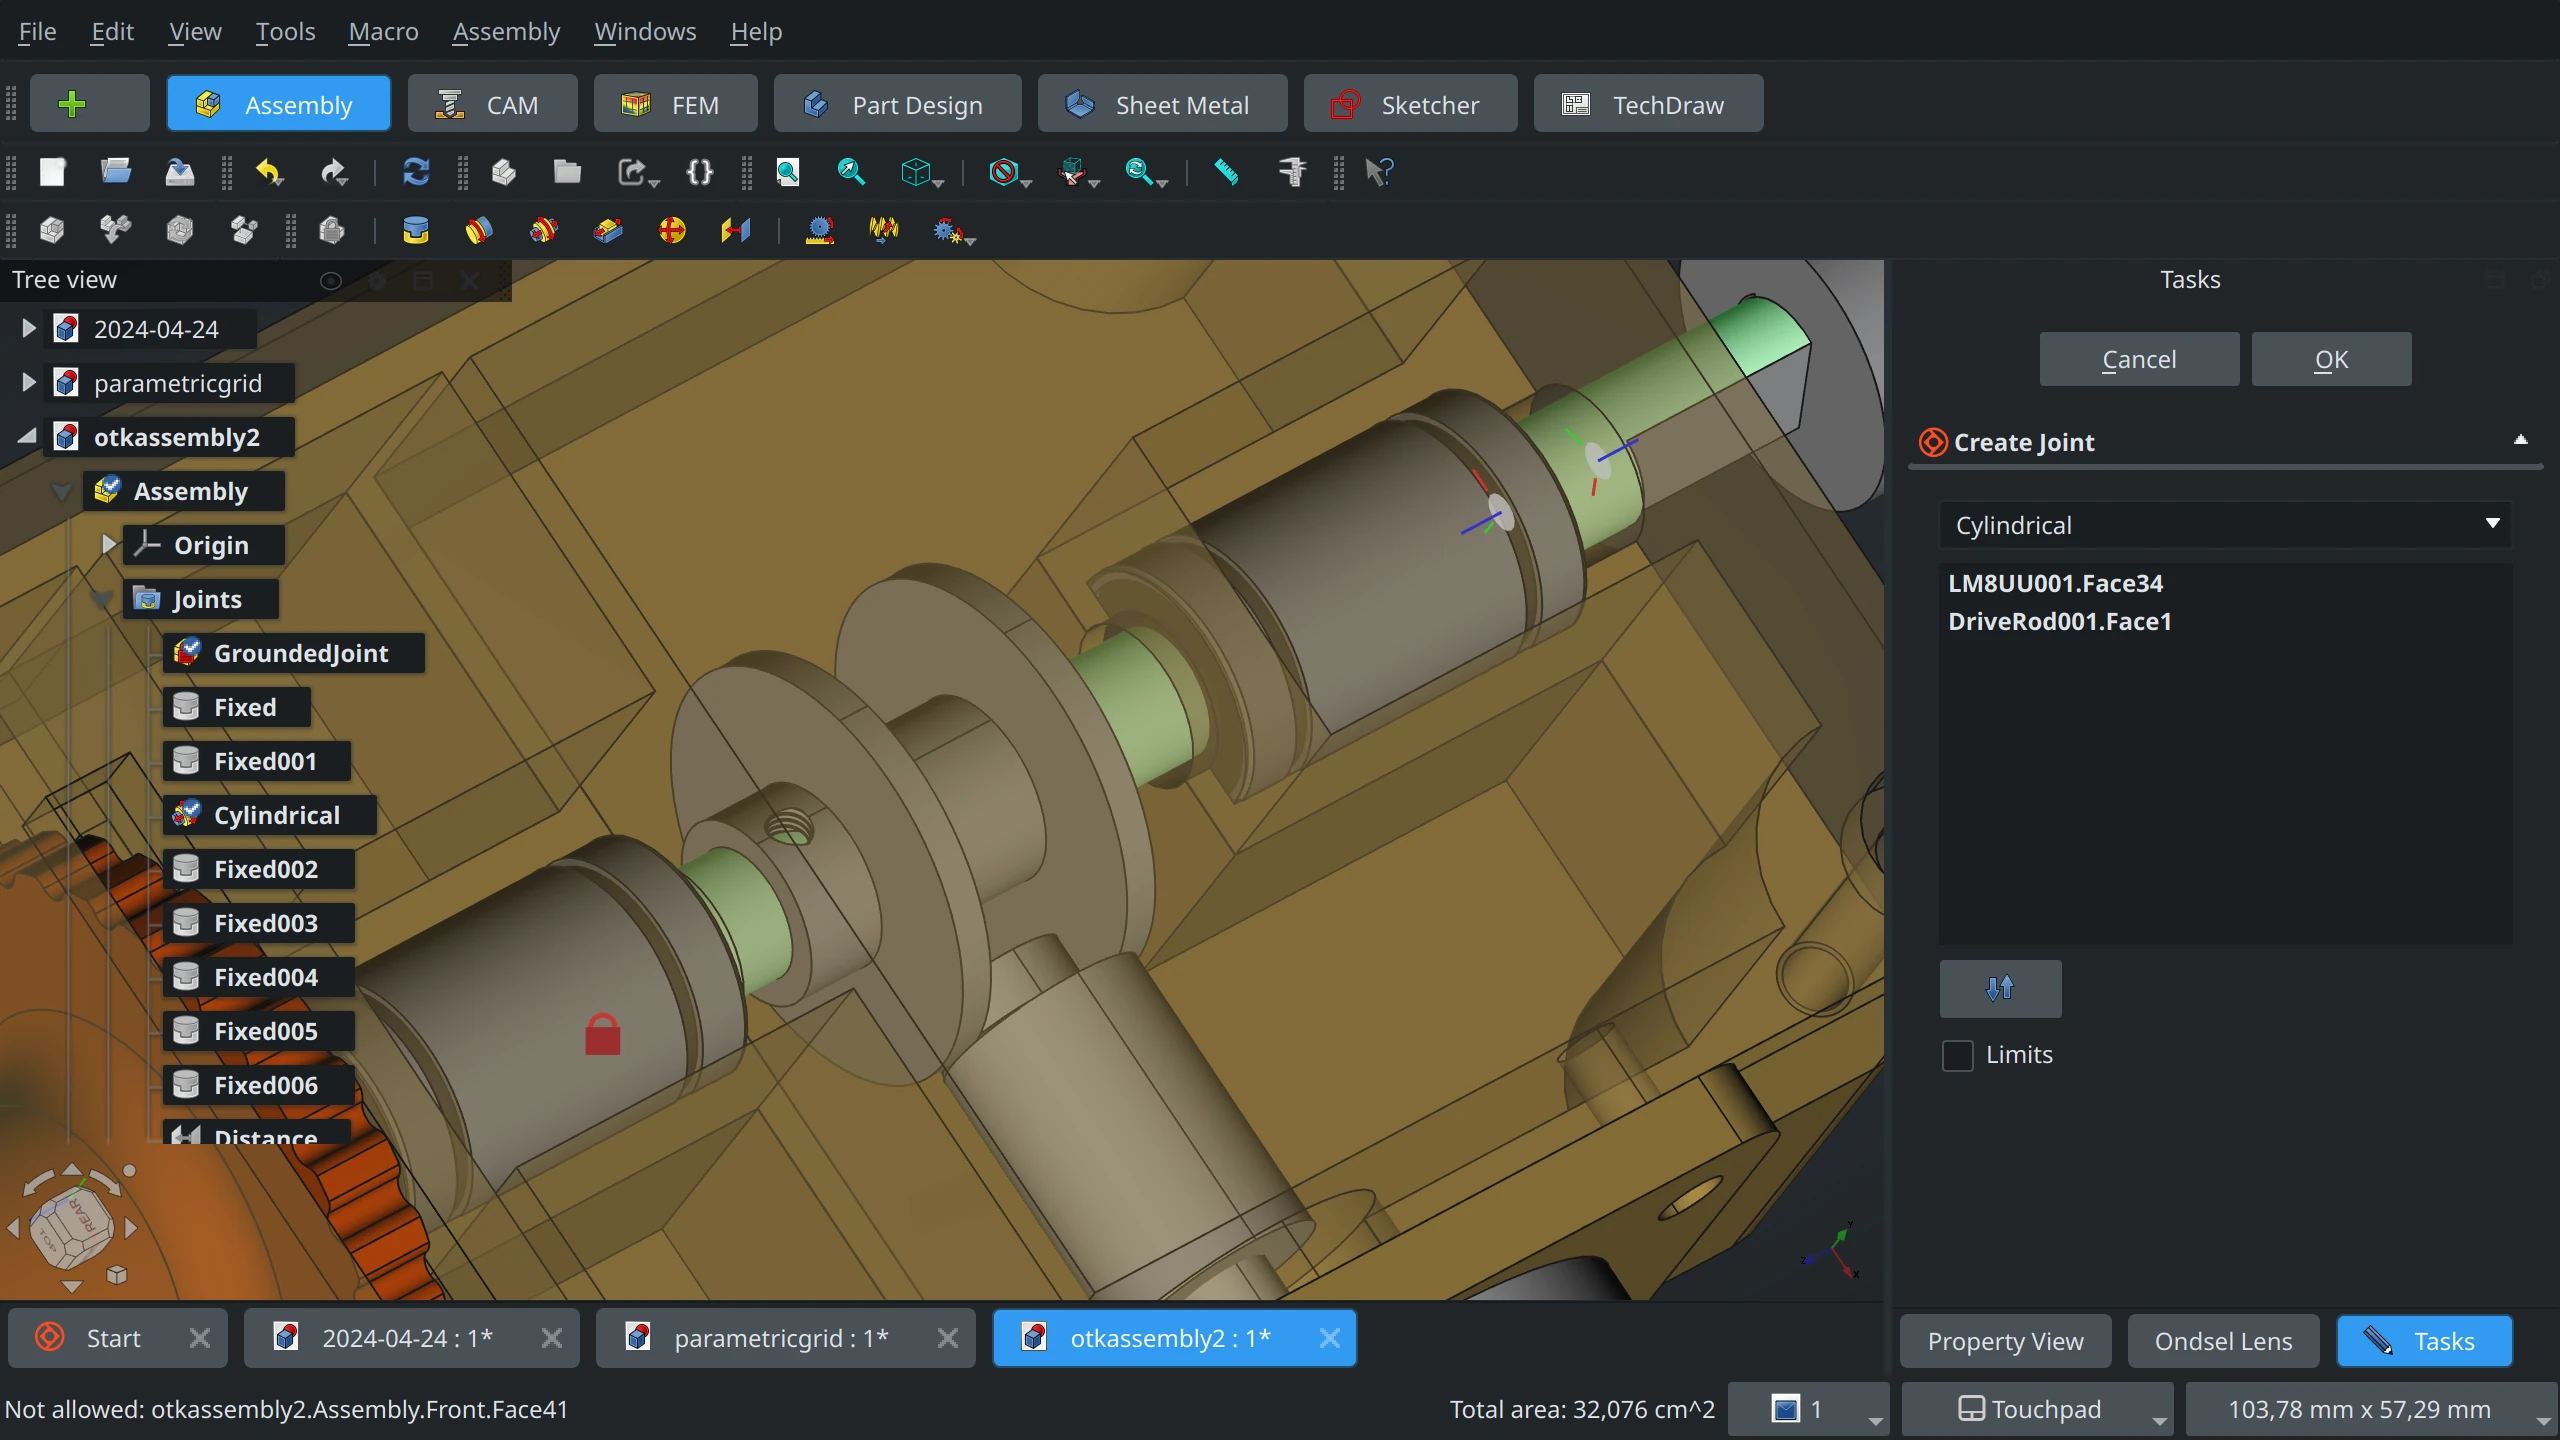 File Edit View Tools Macro Assembly Windows Help
Assembly CAM FEM Part Design Sheet Metal Sketcher TechDraw
Tree view
Tasks
2024-04-24
parametricgrid
otkassembly2
Assembly
Origin
Joints
GroundedJoint
Fixed
Fixed001
Cylindrical
Fixed002
Fixed003
Fixed004
Fixed005
Fixed006
Distance
REAR
TOP
Y
Z
X
Cancel OK
Create Joint
Cylindrical
LM8UU001.Face34
DriveRod001.Face1
Limits
Start 2024-04-24 : 1* parametricgrid : 1* otkassembly2 : 1*
Property View Ondsel Lens Tasks
Not allowed: otkassembly2.Assembly.Front.Face41
Total area: 32,076 cm^2 1 Touchpad 103,78 mm x 57,29 mm